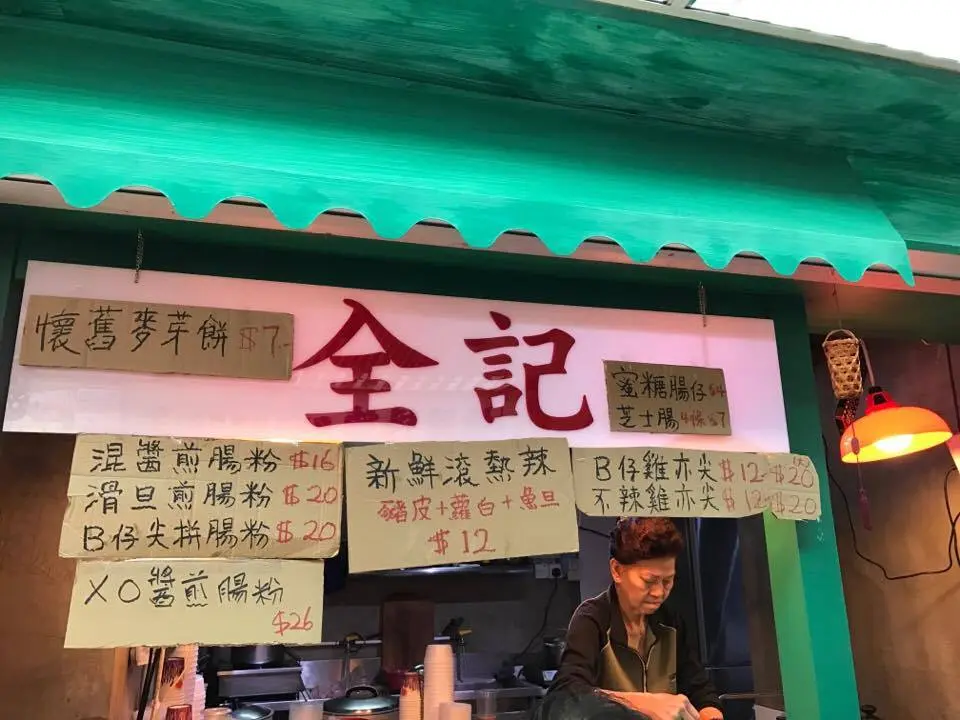 懷舊麥芽餅 $7.-
全記
蜜糖腸仔 $4
芝士腸 4條 $7
混醬煎腸粉 $16
滑旦煎腸粉 $20
B仔尖拼腸粉 $20
XO醬煎腸粉
$26
新鮮滾熱辣
豬皮+蘿白+魚旦
$12
B仔雞亦尖 $12 $20
不辣雞亦尖 $12 $20